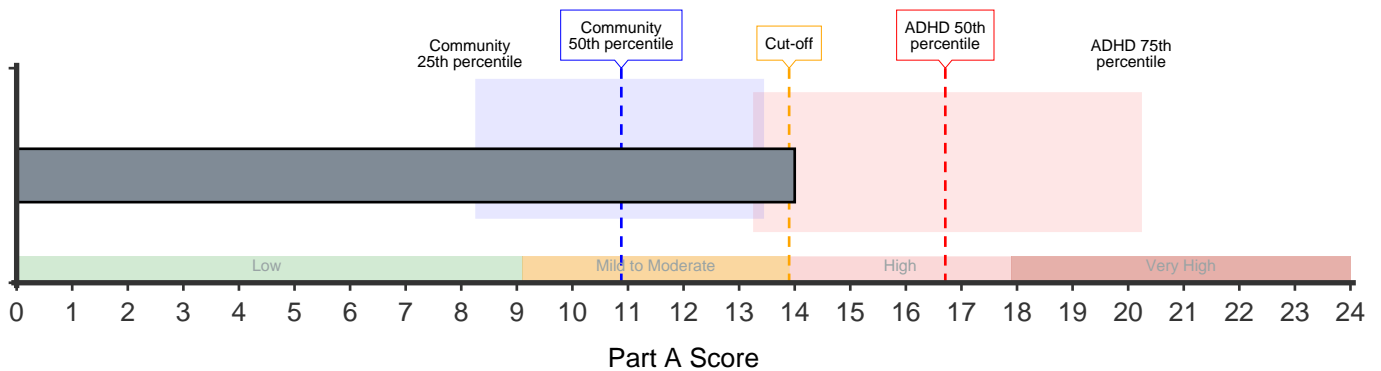 Community
25th percentile
Community
50th percentile
Cut-off
ADHD 50th
percentile
ADHD 75th
percentile
Low
Mild to Moderate
High
Very High
0 1 2 3 4 5 6 7 8 9 10 11 12 13 14 15 16 17 18 19 20 21 22 23 24
Part A Score